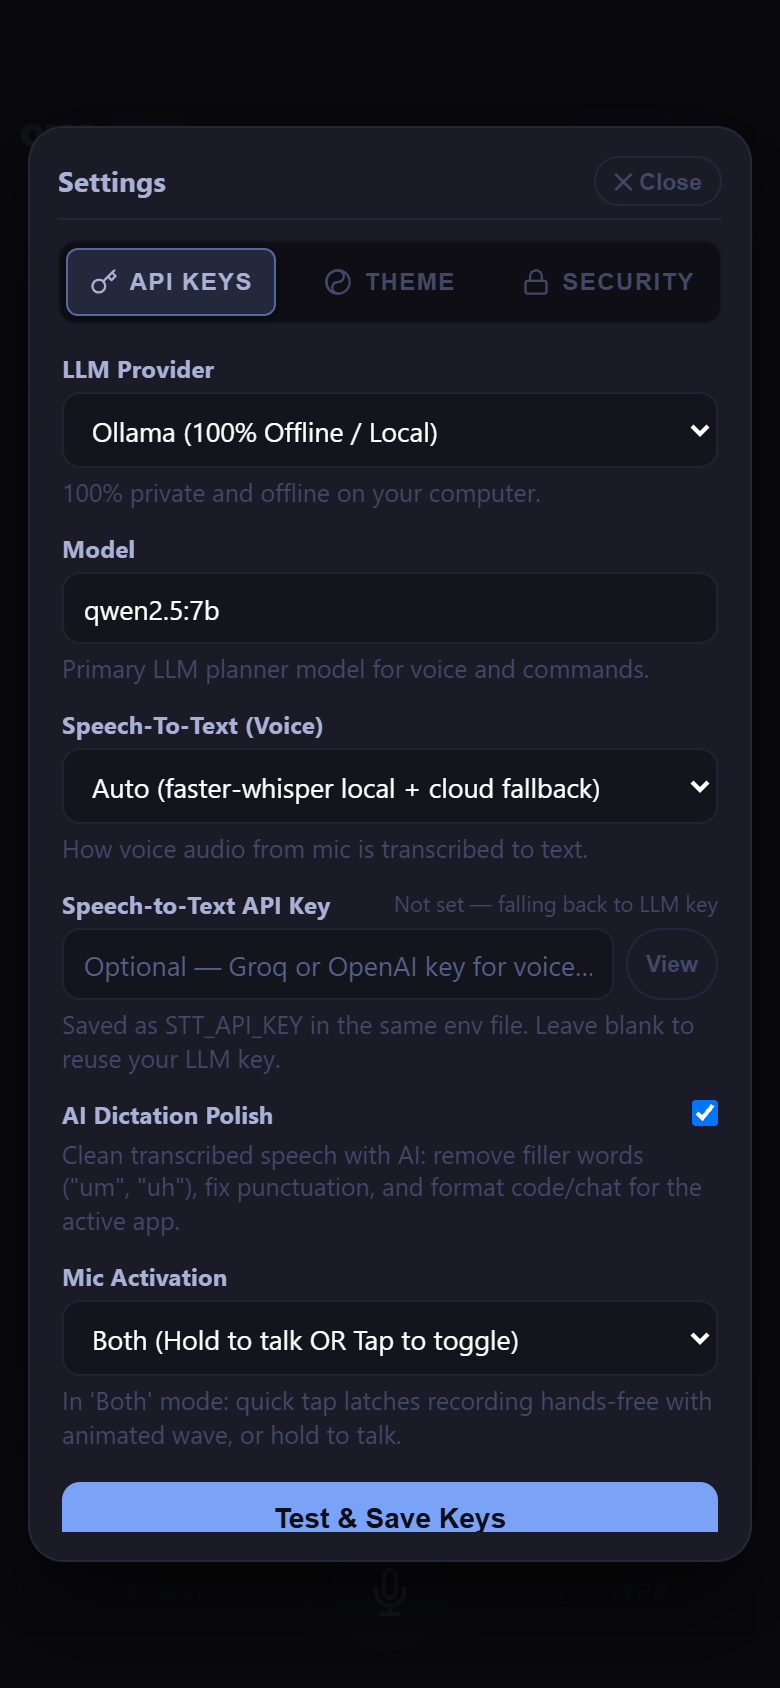 Settings
Close
API KEYS
THEME
SECURITY
LLM Provider
Ollama (100% Offline / Local)
100% private and offline on your computer.
Model
qwen2.5:7b
Primary LLM planner model for voice and commands.
Speech-To-Text (Voice)
Auto (faster-whisper local + cloud fallback)
How voice audio from mic is transcribed to text.
Speech-to-Text API Key
Not set — falling back to LLM key
Optional — Groq or OpenAI key for voice...
View
Saved as STT_API_KEY in the same env file. Leave blank to
reuse your LLM key.
AI Dictation Polish
Clean transcribed speech with AI: remove filler words
("um", "uh"), fix punctuation, and format code/chat for the
active app.
Mic Activation
Both (Hold to talk OR Tap to toggle)
In 'Both' mode: quick tap latches recording hands-free with
animated wave, or hold to talk.
Test & Save Keys